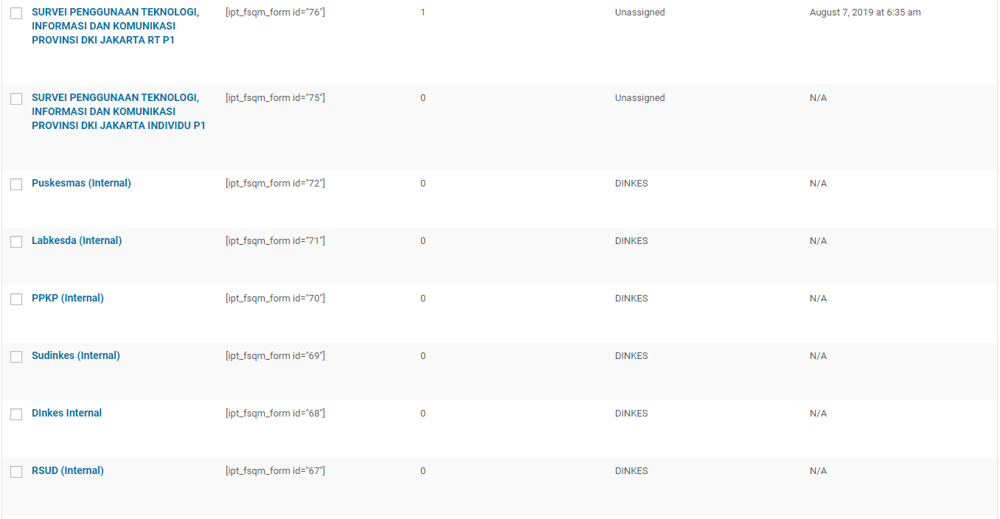 SURVEI PENGGUNAAN TEKNOLOGI, [ipt_fsqm_form id="76"] 1 Unassigned August 7, 2019 at 6:35 am
INFORMASI DAN KOMUNIKASI
PROVINSI DKI JAKARTA RT P1
SURVEI PENGGUNAAN TEKNOLOGI, [ipt_fsqm_form id="75"] 0 Unassigned N/A
INFORMASI DAN KOMUNIKASI
PROVINSI DKI JAKARTA INDIVIDU P1
Puskesmas (Internal) [ipt_fsqm_form id="72"] 0 DINKES N/A
Labkesda (Internal) [ipt_fsqm_form id="71"] 0 DINKES N/A
PPKP (Internal) [ipt_fsqm_form id="70"] 0 DINKES N/A
Sudinkes (Internal) [ipt_fsqm_form id="69"] 0 DINKES N/A
DInkes Internal [ipt_fsqm_form id="68"] 0 DINKES N/A
RSUD (Internal) [ipt_fsqm_form id="67"] 0 DINKES N/A